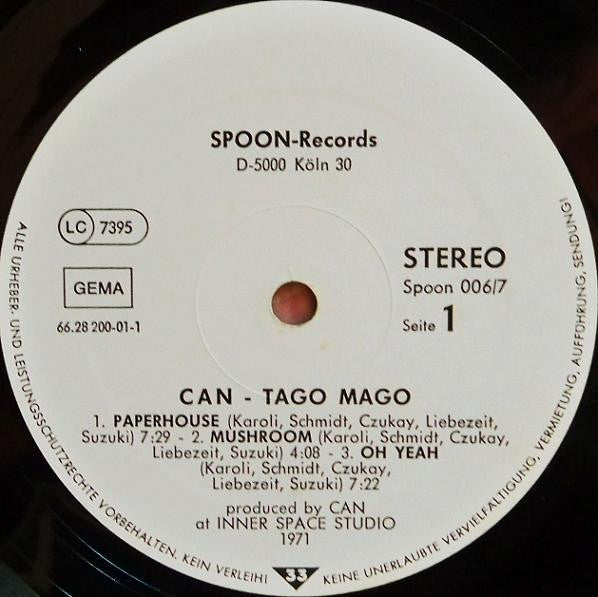 SPOON-Records
D-5000 Köln 30
LC 7395
GEMA
66.28 200-01-1
STEREO
Spoon 006/7
Seite 1
CAN - TAGO MAGO
1. PAPERHOUSE (Karoli, Schmidt, Czukay, Liebezeit,
Suzuki) 7:29 - 2. MUSHROOM (Karoli, Schmidt, Czukay,
Liebezeit, Suzuki) 4:08 - 3. OH YEAH
(Karoli, Schmidt, Czukay,
Liebezeit, Suzuki) 7:22
produced by CAN
at INNER SPACE STUDIO
1971
ALLE URHEBER- UND LEISTUNGSSCHUTZRECHTE VORBEHALTEN. KEIN VERLEIH! 33 KEINE UNERLAUBTE VERVIELFÄLTIGUNG, VERMIETUNG, AUFFÜHRUNG, SENDUNG!